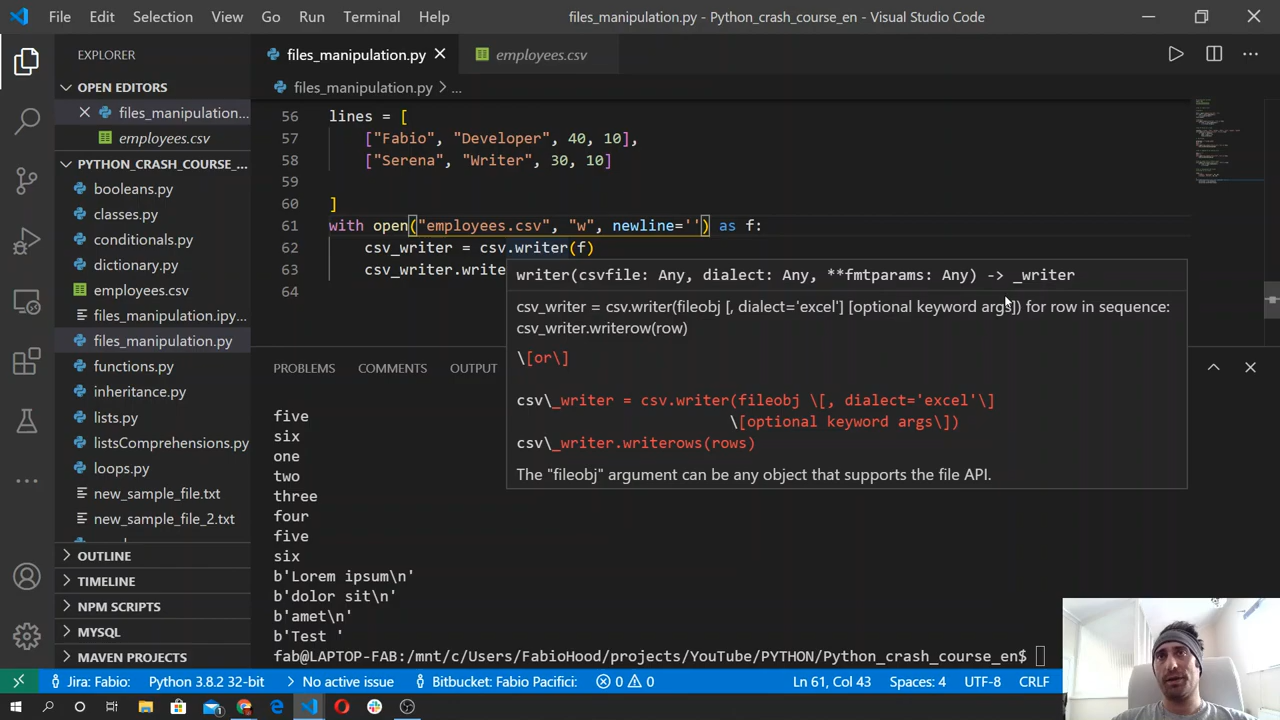 File Edit Selection View Go Run Terminal Help files_manipulation.py - Python_crash_course_en - Visual Studio Code
EXPLORER
OPEN EDITORS
files_manipulation...
employees.csv
PYTHON_CRASH_COURSE_...
booleans.py
classes.py
conditionals.py
dictionary.py
employees.csv
files_manipulation.ipy...
files_manipulation.py
functions.py
inheritance.py
lists.py
listsComprehensions.py
loops.py
new_sample_file.txt
new_sample_file_2.txt
OUTLINE
TIMELINE
NPM SCRIPTS
MYSQL
MAVEN PROJECTS
files_manipulation.py employees.csv
files_manipulation.py > ...
56 lines = [
57 ["Fabio", "Developer", 40, 10],
58 ["Serena", "Writer", 30, 10]
59
60 ]
61 with open("employees.csv", "w", newline='') as f:
62 csv_writer = csv.writer(f)
63 csv_writer.write
64
writer(csvfile: Any, dialect: Any, **fmtparams: Any) -> _writer
csv_writer = csv.writer(fileobj [, dialect='excel'] [optional keyword args]) for row in sequence:
csv_writer.writerow(row)
\[or\]
csv\_writer = csv.writer(fileobj \[, dialect='excel'\]
\[optional keyword args\])
csv\_writer.writerows(rows)
The "fileobj" argument can be any object that supports the file API.
PROBLEMS COMMENTS OUTPUT
five
six
one
two
three
four
five
six
b'Lorem ipsum\n'
b'dolor sit\n'
b'amet\n'
b'Test '
fab@LAPTOP-FAB:/mnt/c/Users/FabioHood/projects/YouTube/PYTHON/Python_crash_course_en$
Jira: Fabio: Python 3.8.2 32-bit No active issue Bitbucket: Fabio Pacifici: 0 0 Ln 61, Col 43 Spaces: 4 UTF-8 CRLF